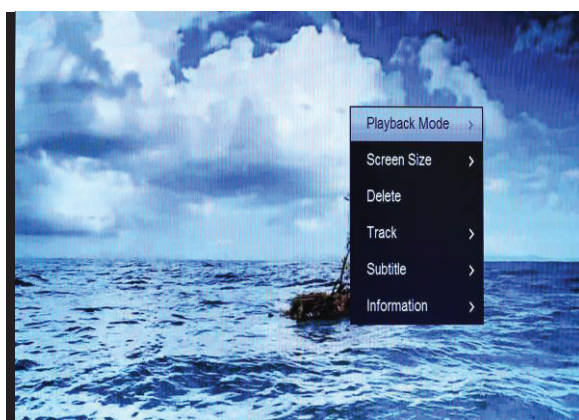 Playback Mode >
Screen Size >
Delete
Track >
Subtitle >
Information >